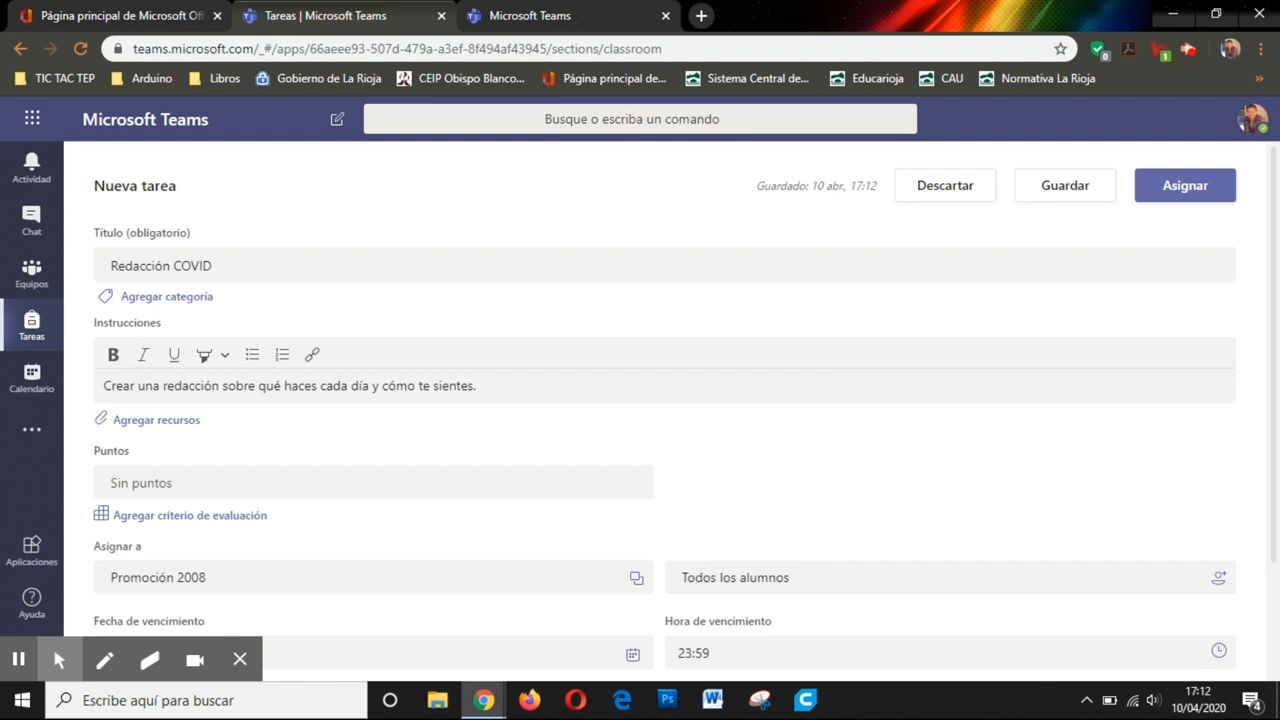 Página principal de Microsoft Ofi
Tareas | Microsoft Teams
Microsoft Teams
teams.microsoft.com/_#/apps/66aeee93-507d-479a-a3ef-8f494af43945/sections/classroom
TIC TAC TEP
Arduino
Libros
Gobierno de La Rioja
CEIP Obispo Blanco...
Página principal de...
Sistema Central de...
Educarioja
CAU
Normativa La Rioja
»
Microsoft Teams
Busque o escriba un comando
Actividad
Chat
Equipos
Tareas
Calendario
Aplicaciones
Ayuda
Nueva tarea
Guardado: 10 abr., 17:12
Descartar
Guardar
Asignar
Título (obligatorio)
Redacción COVID
Agregar categoría
Instrucciones
B I U
Crear una redacción sobre qué haces cada día y cómo te sientes.
Agregar recursos
Puntos
Sin puntos
Agregar criterio de evaluación
Asignar a
Promoción 2008
Todos los alumnos
Fecha de vencimiento
Hora de vencimiento
23:59
Escribe aquí para buscar
17:12
10/04/2020
4